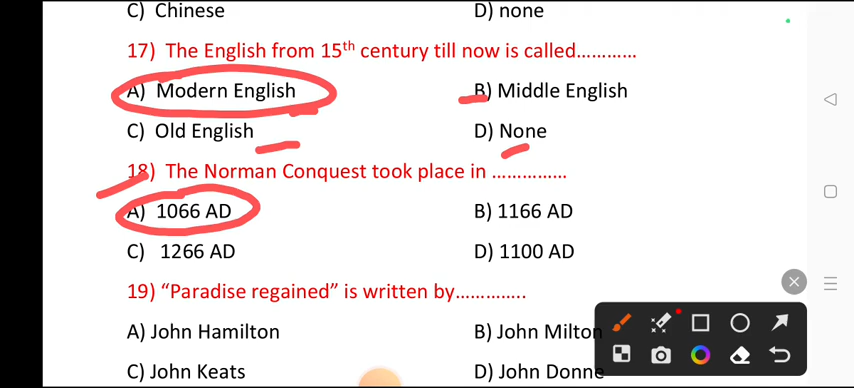 C) Chinese D) none
17) The English from 15th century till now is called............
A) Modern English B) Middle English
C) Old English D) None
18) The Norman Conquest took place in ...............
A) 1066 AD B) 1166 AD
C) 1266 AD D) 1100 AD
19) “Paradise regained” is written by.............
A) John Hamilton B) John Milton
C) John Keats D) John Donne